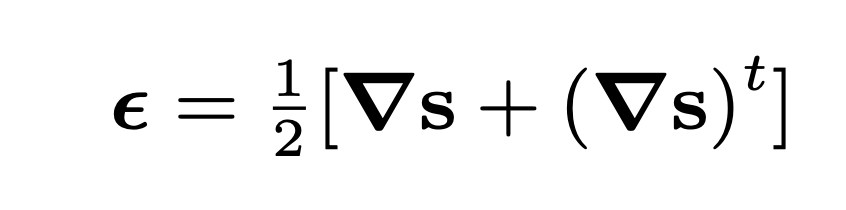 ϵ = 1/2 [∇s + (∇s)^t]